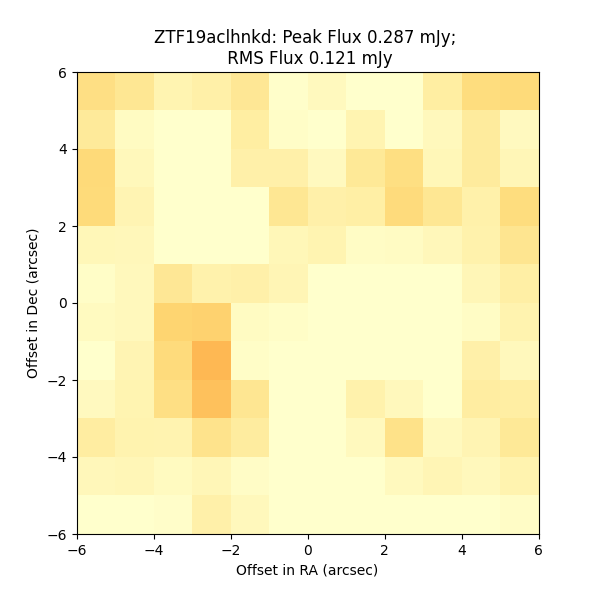 ZTF19aclhnkd: Peak Flux 0.287 mJy;
RMS Flux 0.121 mJy
6
4
2
0
−2
−4
−6
Offset in Dec (arcsec)
−6 −4 −2 0 2 4 6
Offset in RA (arcsec)